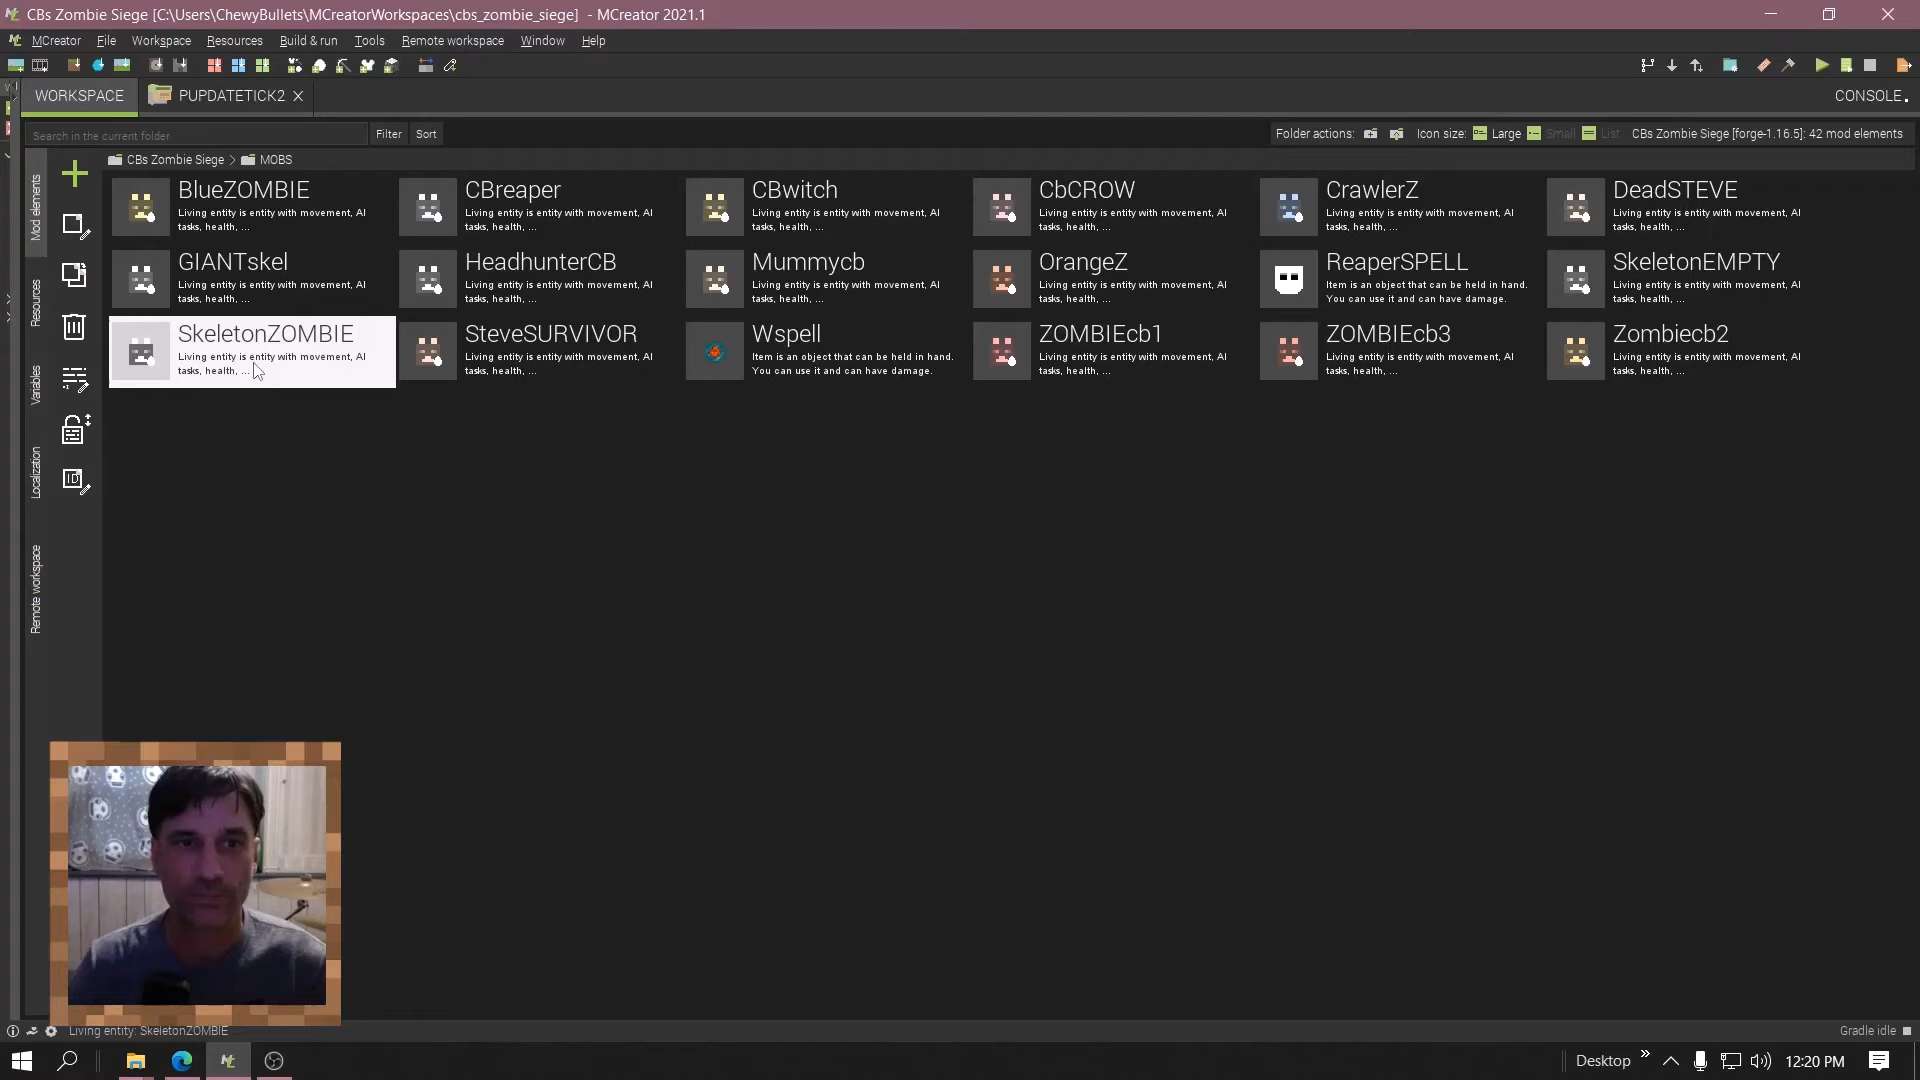 CBs Zombie Siege [C:\Users\ChewyBullets\MCreatorWorkspaces\cbs_zombie_siege] - MCreator 2021.1
MCreator File Workspace Resources Build & run Tools Remote workspace Window Help
WORKSPACE PUPDATETICK2 CONSOLE
Search in the current folder Filter Sort Folder actions: Icon size: Large Small List CBs Zombie Siege [forge-1.16.5]: 42 mod elements
CBs Zombie Siege > MOBS
Mod elements
Resources
Variables
Localization
Remote workspace
BlueZOMBIE
Living entity is entity with movement, AI
tasks, health, ...
CBreaper
Living entity is entity with movement, AI
tasks, health, ...
CBwitch
Living entity is entity with movement, AI
tasks, health, ...
CbCROW
Living entity is entity with movement, AI
tasks, health, ...
CrawlerZ
Living entity is entity with movement, AI
tasks, health, ...
DeadSTEVE
Living entity is entity with movement, AI
tasks, health, ...
GIANTskel
Living entity is entity with movement, AI
tasks, health, ...
HeadhunterCB
Living entity is entity with movement, AI
tasks, health, ...
Mummycb
Living entity is entity with movement, AI
tasks, health, ...
OrangeZ
Living entity is entity with movement, AI
tasks, health, ...
ReaperSPELL
Item is an object that can be held in hand.
You can use it and can have damage.
SkeletonEMPTY
Living entity is entity with movement, AI
tasks, health, ...
SkeletonZOMBIE
Living entity is entity with movement, AI
tasks, health, ...
SteveSURVIVOR
Living entity is entity with movement, AI
tasks, health, ...
Wspell
Item is an object that can be held in hand.
You can use it and can have damage.
ZOMBIEcb1
Living entity is entity with movement, AI
tasks, health, ...
ZOMBIEcb3
Living entity is entity with movement, AI
tasks, health, ...
Zombiecb2
Living entity is entity with movement, AI
tasks, health, ...
Living entity: SkeletonZOMBIE Gradle idle
Desktop 12:20 PM